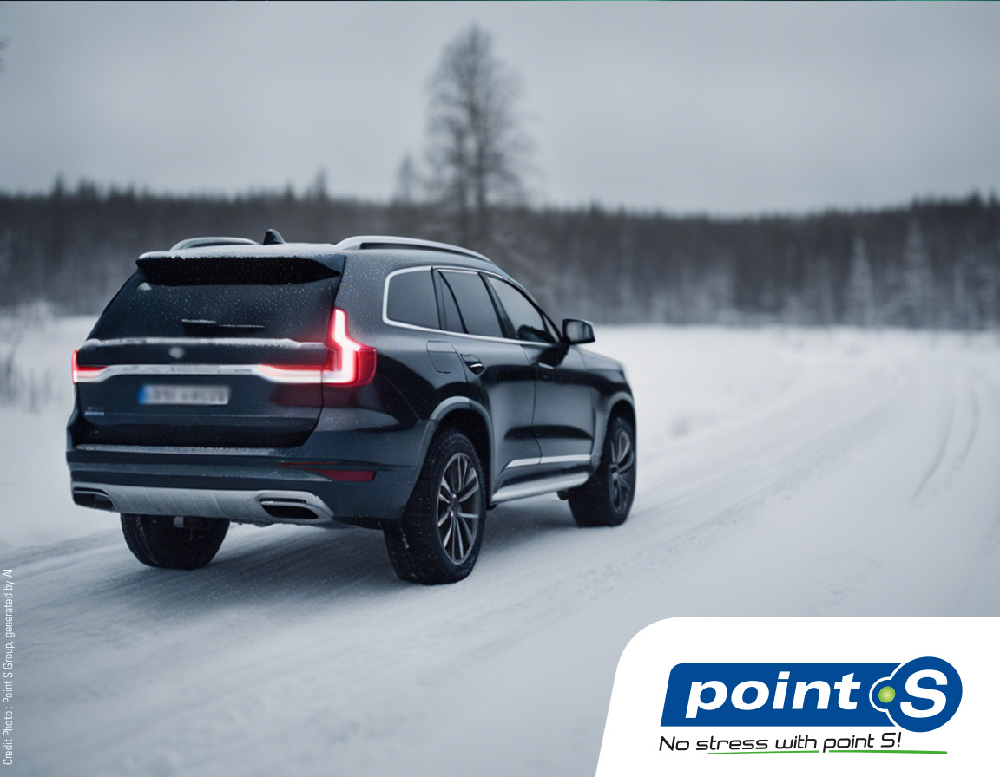 Credit Photo : Point S Group, generated by AI
point S
No stress with point S!